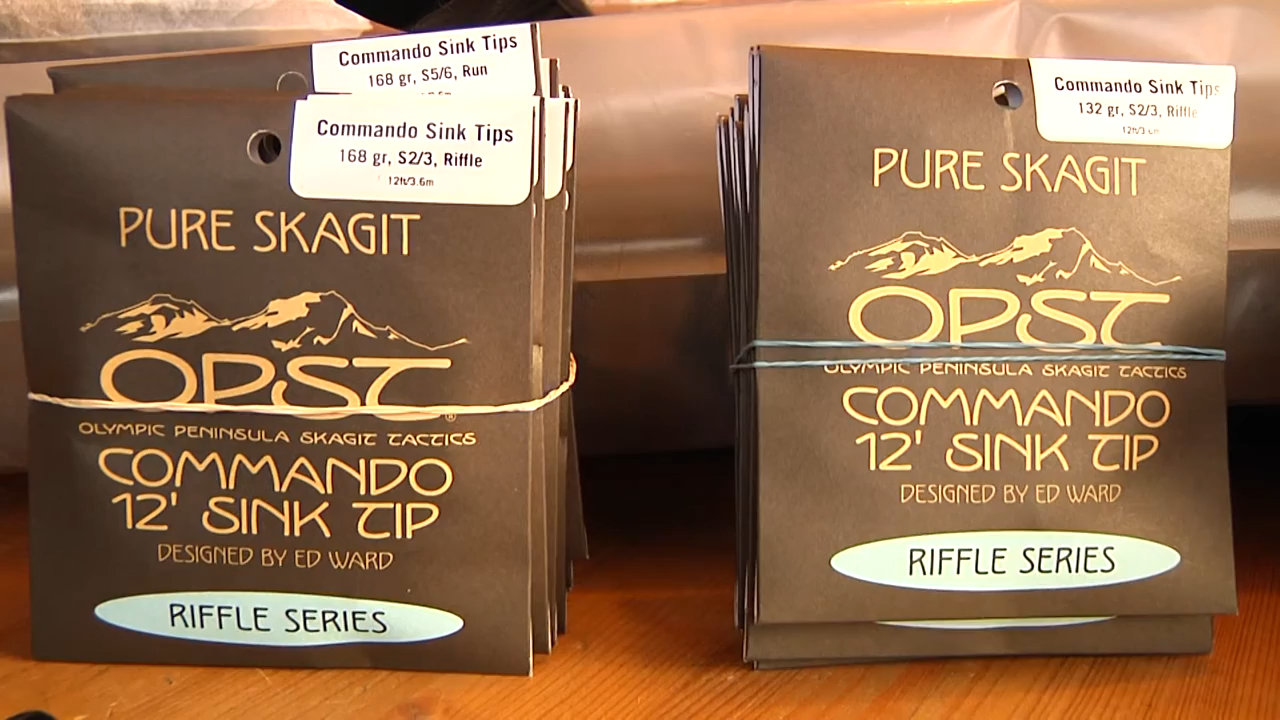 Commando Sink Tips
168 gr, S5/6, Run
Commando Sink Tips
168 gr, S2/3, Riffle
12ft/3.6m
PURE SKAGIT
OPST
®
OLYMPIC PENINSULA SKAGIT TACTICS
COMMANDO
12' SINK TIP
DESIGNED BY ED WARD
RIFFLE SERIES
Commando Sink Tips
132 gr, S2/3, Riffle
12ft/3.6m
PURE SKAGIT
OPST
OLYMPIC PENINSULA SKAGIT TACTICS
COMMANDO
12' SINK TIP
DESIGNED BY ED WARD
RIFFLE SERIES